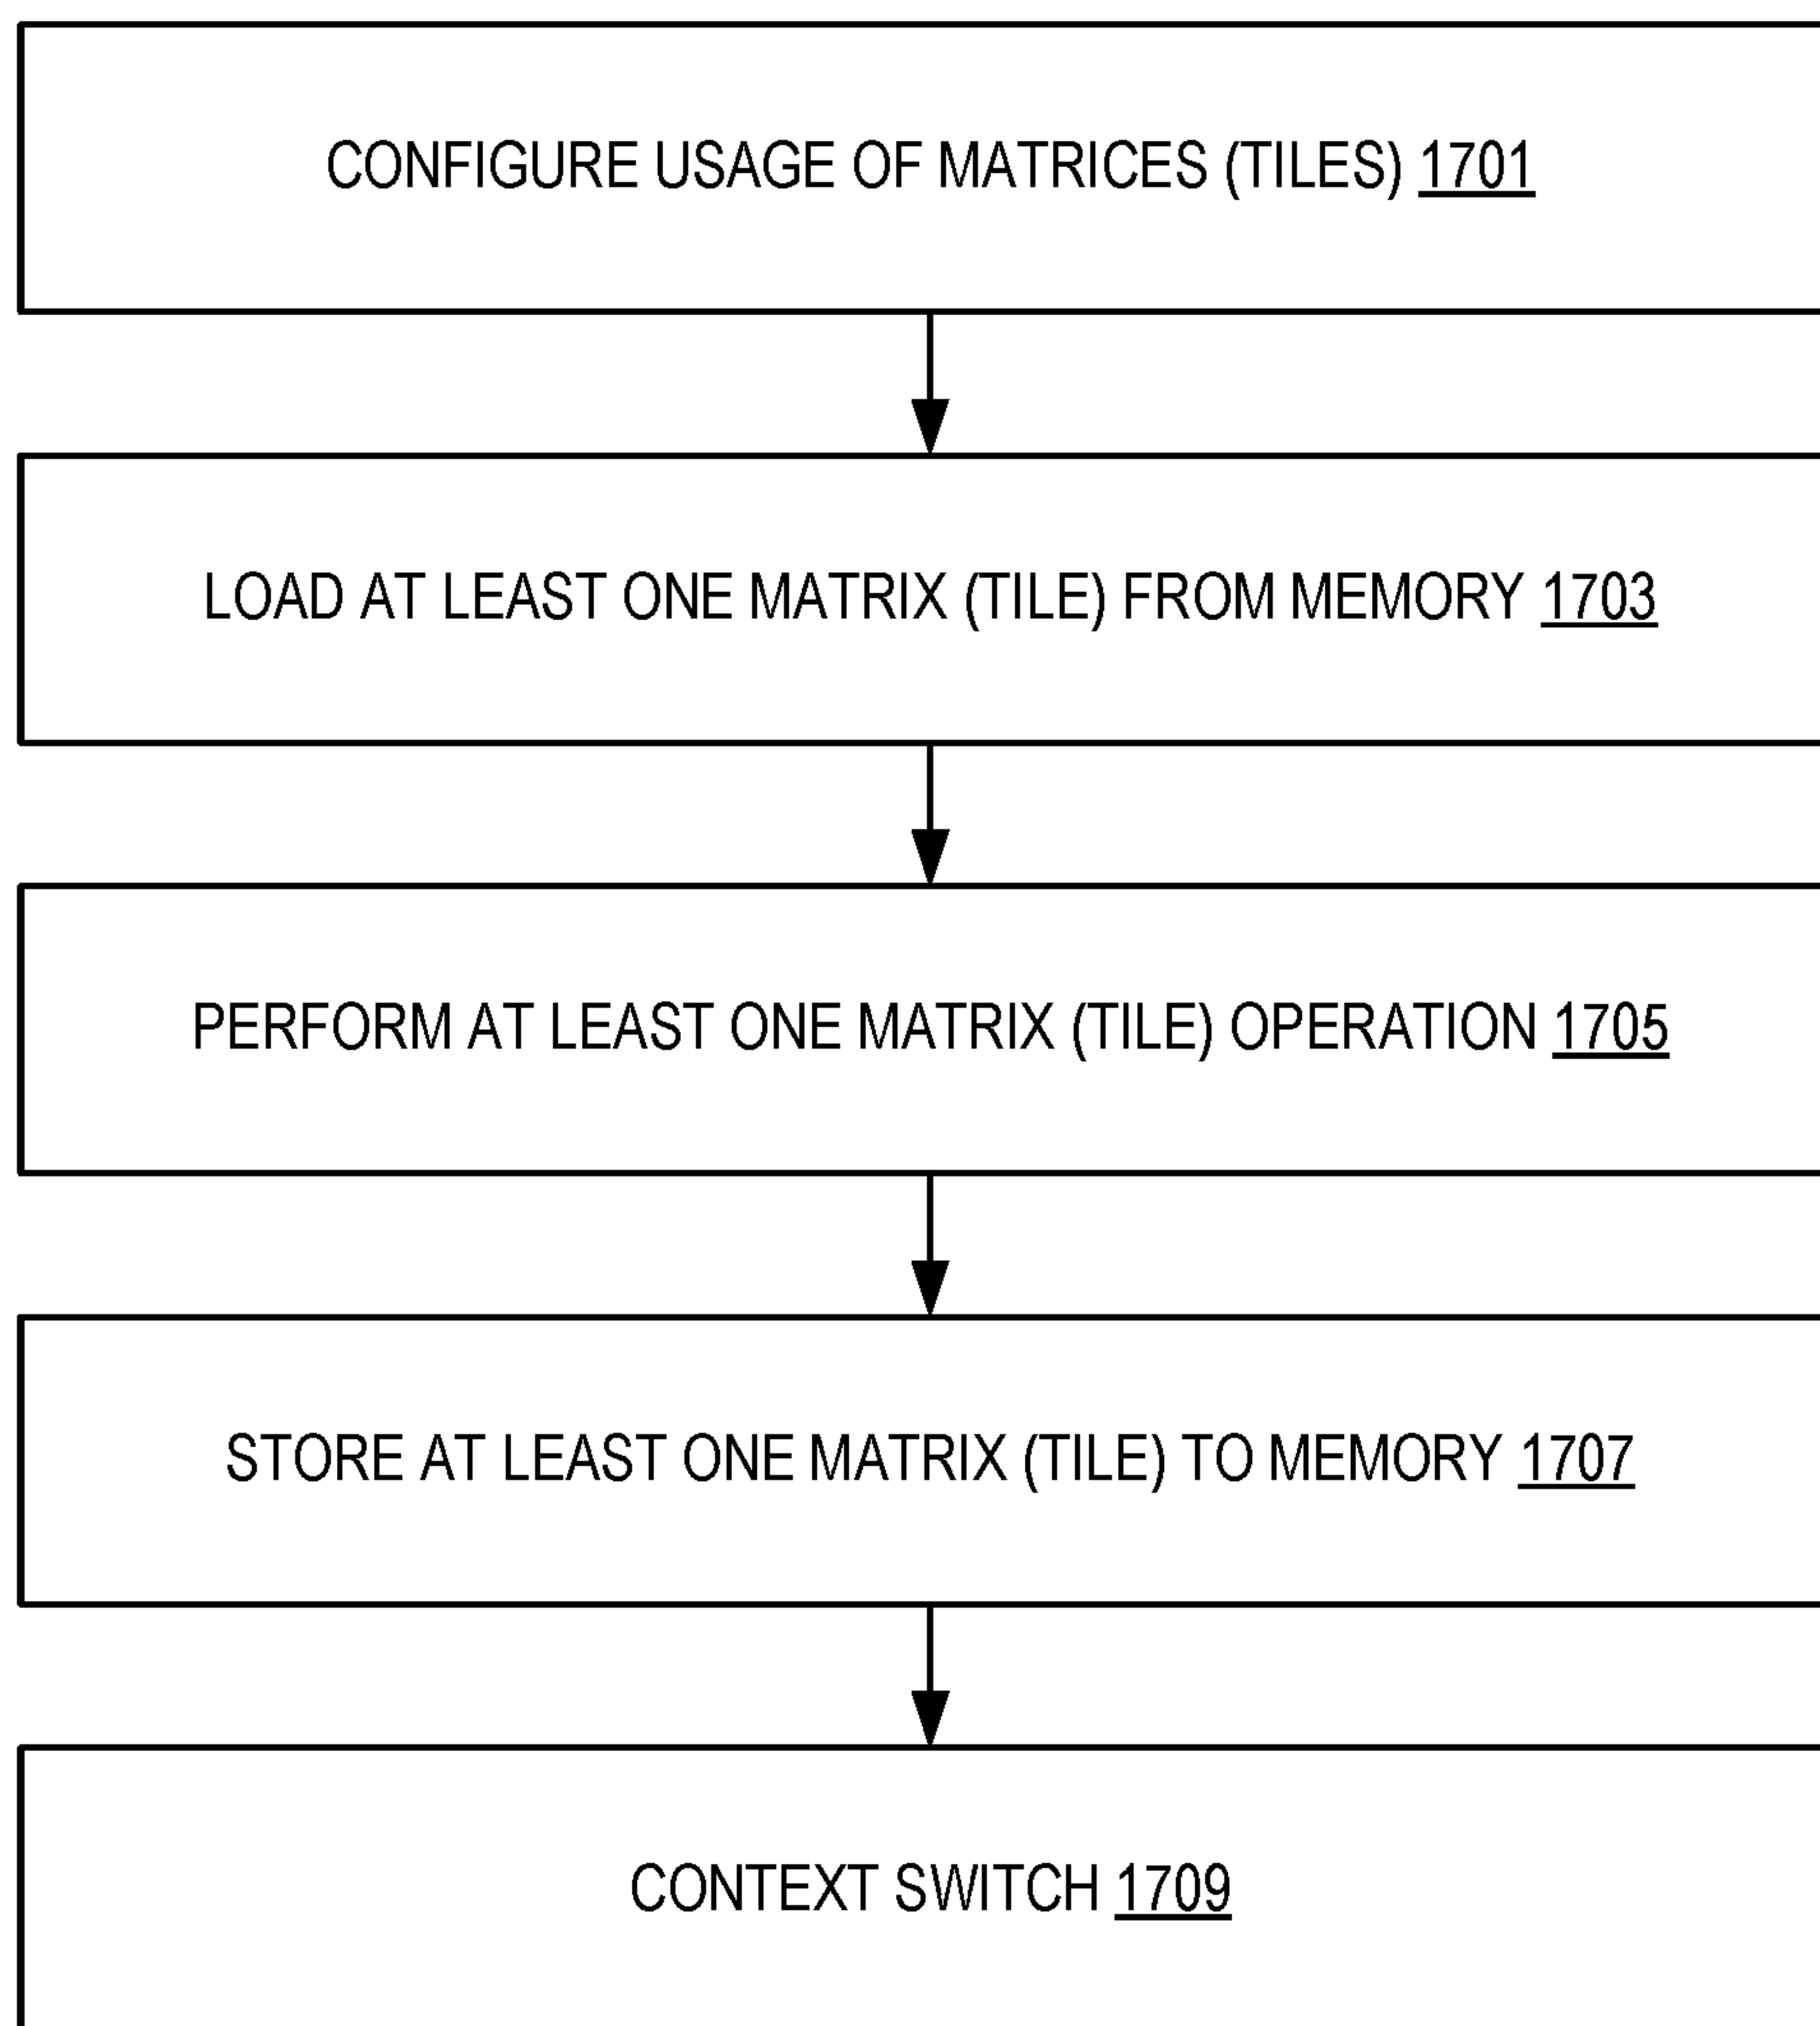 CONFIGURE USAGE OF MATRICES (TILES) 1701
LOAD AT LEAST ONE MATRIX (TILE) FROM MEMORY 1703
PERFORM AT LEAST ONE MATRIX (TILE) OPERATION 1705
STORE AT LEAST ONE MATRIX (TILE) TO MEMORY 1707
CONTEXT SWITCH 1709